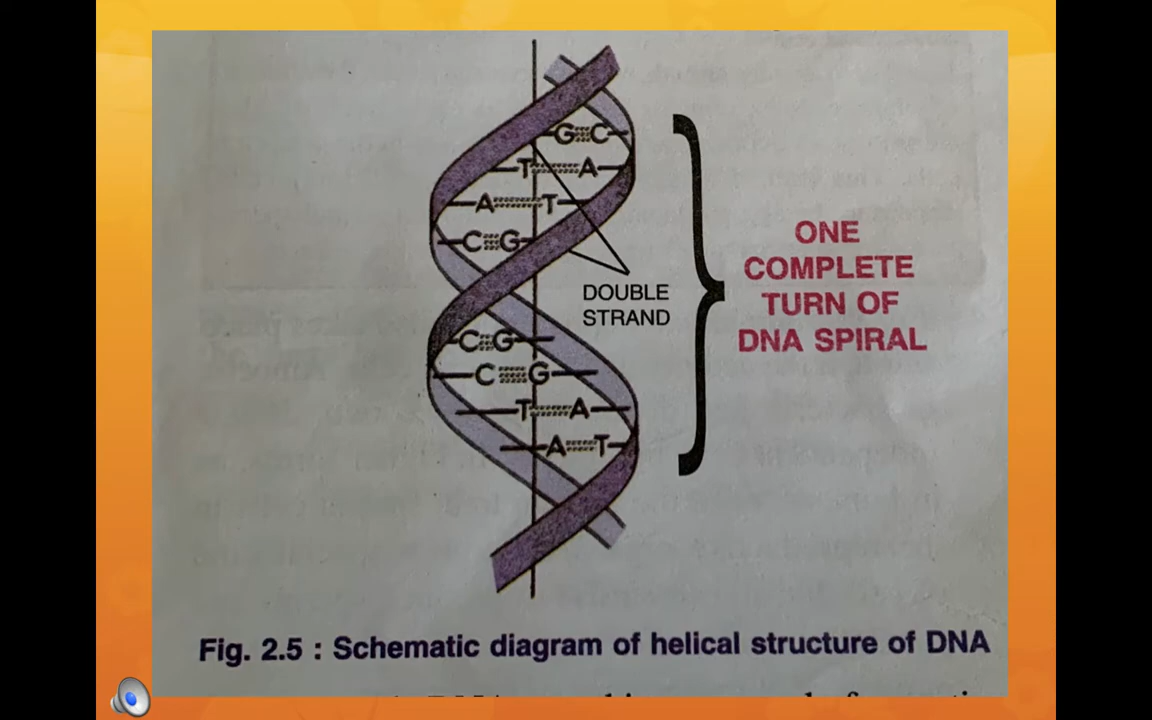 G≡C
T=A
A=T
C≡G
DOUBLE
STRAND
ONE
COMPLETE
TURN OF
DNA SPIRAL
C≡G
C≡G
T=A
A=T
Fig. 2.5 : Schematic diagram of helical structure of DNA